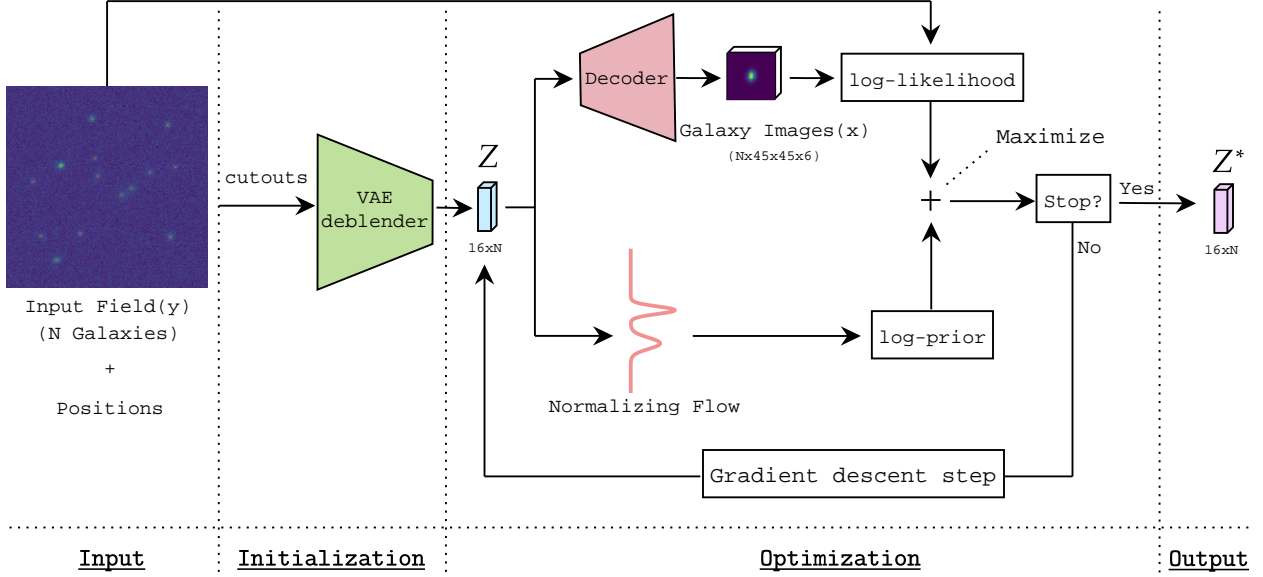 Input Field(y)
(N Galaxies)
+
Positions
cutouts
VAE
deblender
Z
16xN
Decoder
Galaxy Images(x)
(Nx45x45x6)
log-likelihood
Maximize
+
Normalizing Flow
log-prior
Stop?
Yes
No
Gradient descent step
Z*
16xN
Input
Initialization
Optimization
Output